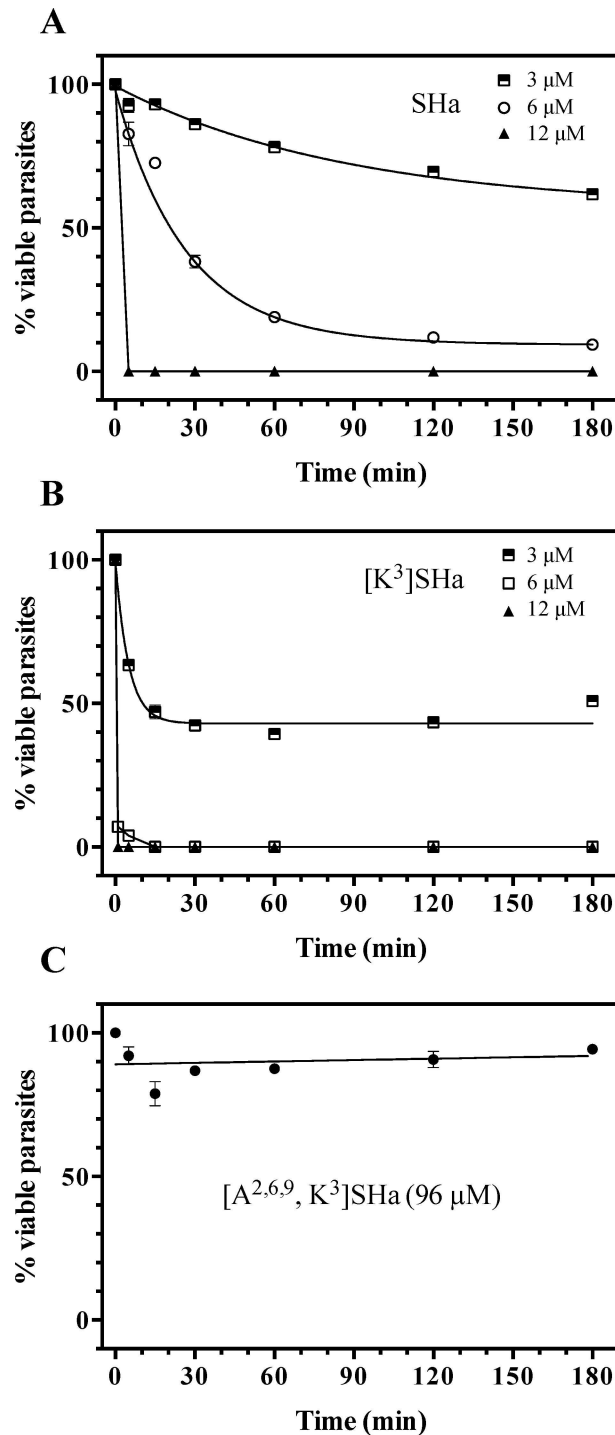 A
100
50
0
% viable parasites
SHa
3 μM
6 μM
12 μM
0 30 60 90 120 150 180
Time (min)
B
100
50
0
% viable parasites
[K³]SHa
3 μM
6 μM
12 μM
0 30 60 90 120 150 180
Time (min)
C
100
50
0
% viable parasites
[A²,⁶,⁹, K³]SHa (96 μM)
0 30 60 90 120 150 180
Time (min)